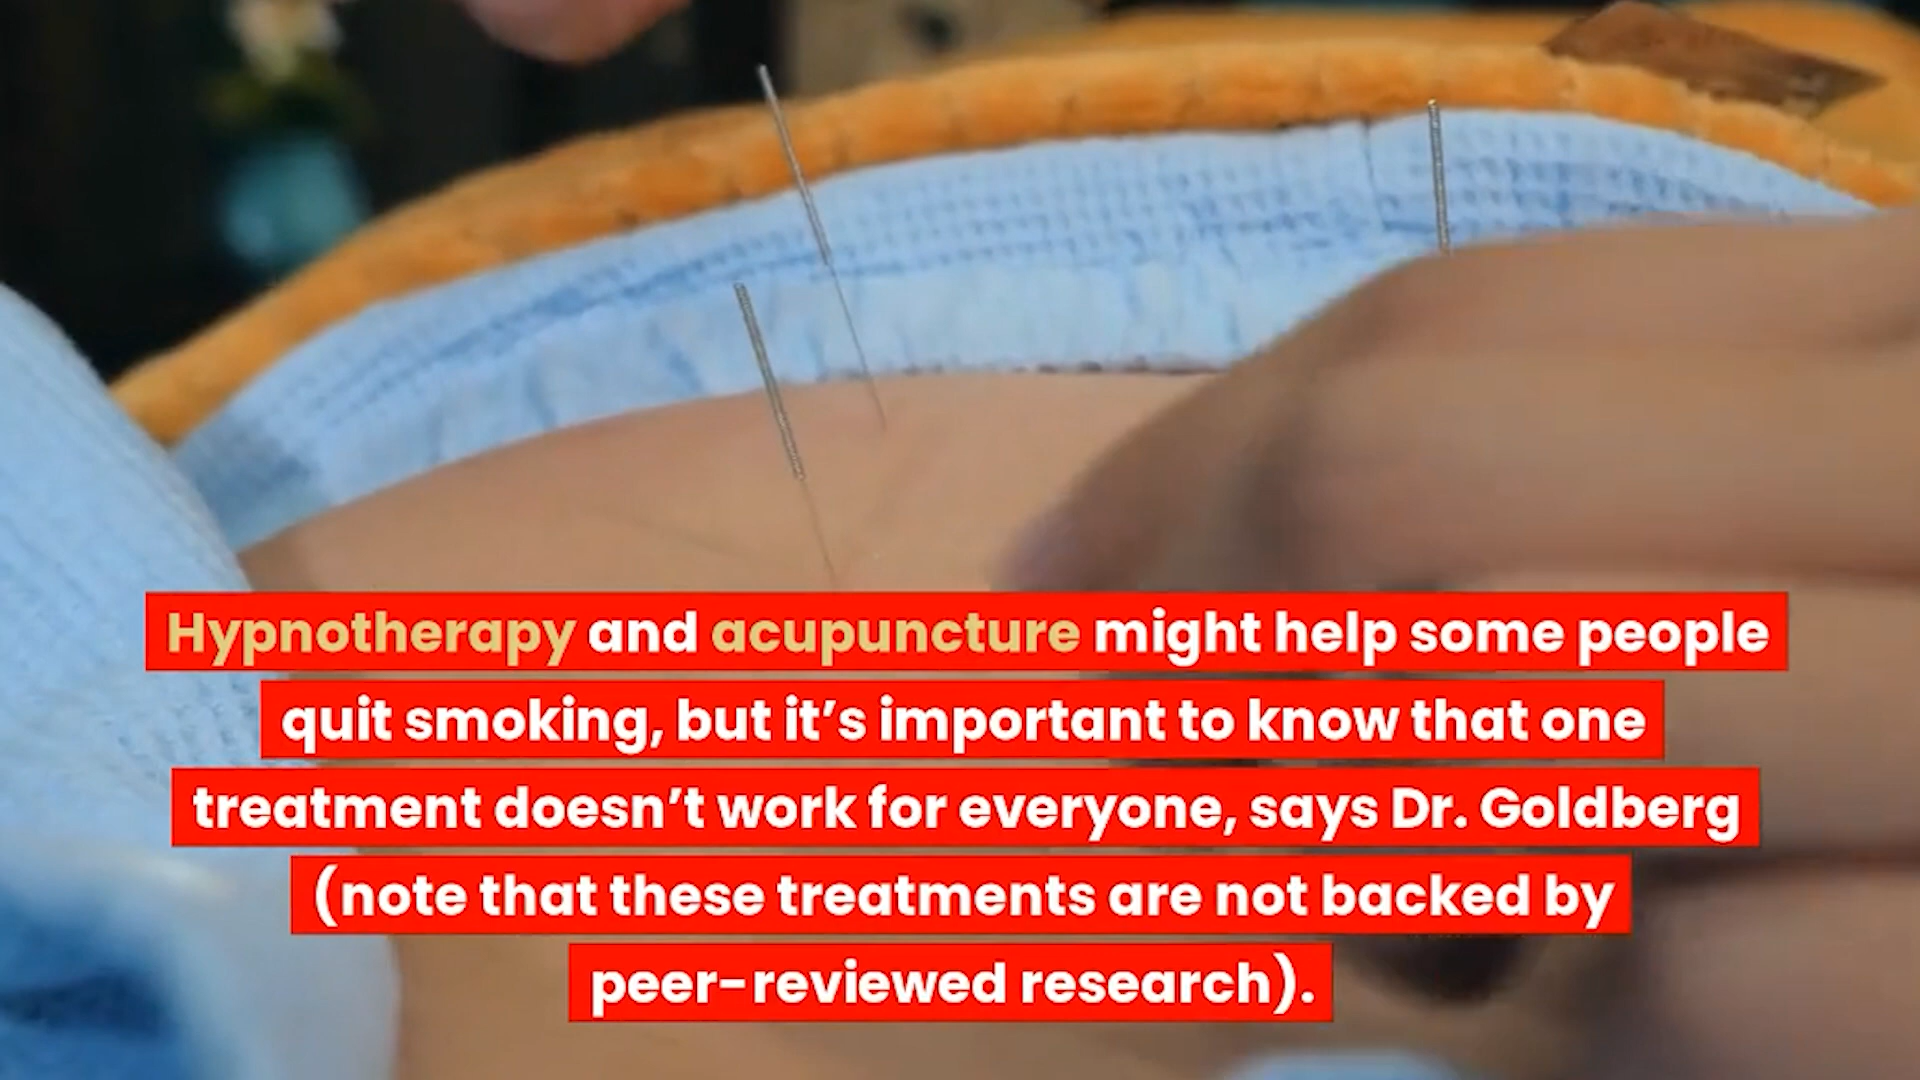 Hypnotherapy and acupuncture might help some people
quit smoking, but it’s important to know that one
treatment doesn’t work for everyone, says Dr. Goldberg
(note that these treatments are not backed by
peer-reviewed research).